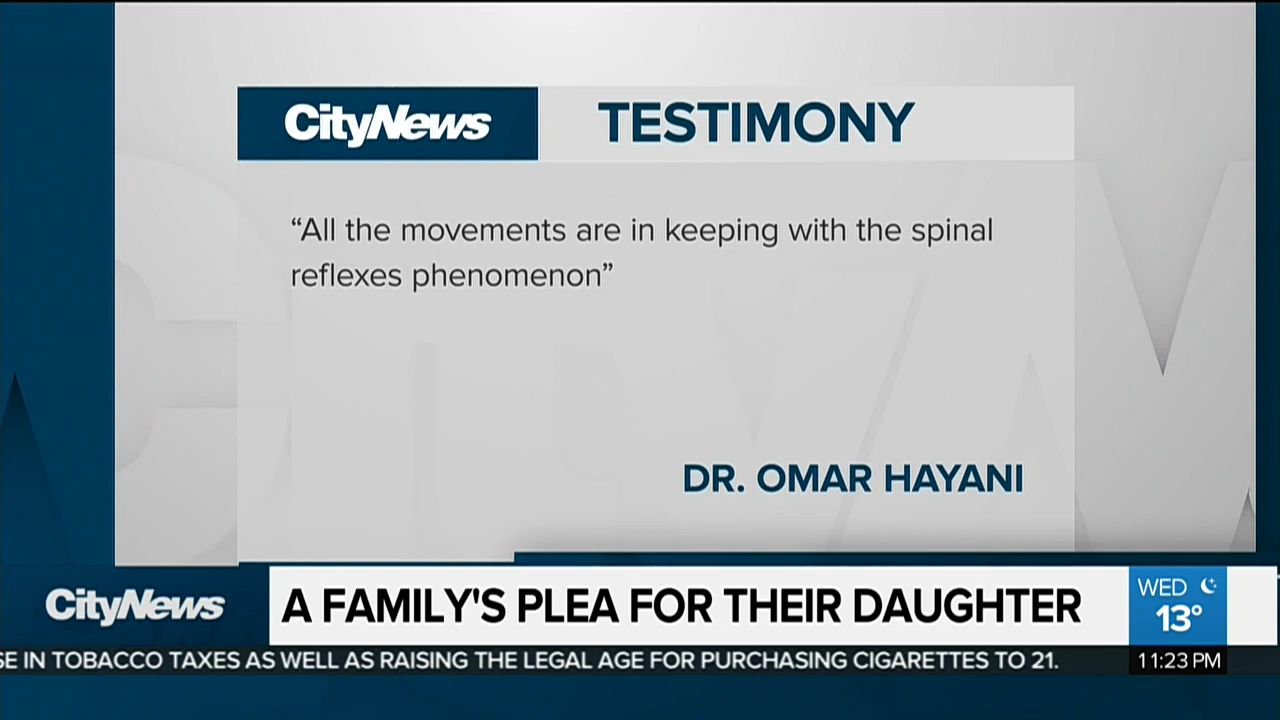 CityNews TESTIMONY
“All the movements are in keeping with the spinal
reflexes phenomenon”
DR. OMAR HAYANI
CityNews A FAMILY'S PLEA FOR THEIR DAUGHTER
WED
13°
SE IN TOBACCO TAXES AS WELL AS RAISING THE LEGAL AGE FOR PURCHASING CIGARETTES TO 21.
11:23 PM